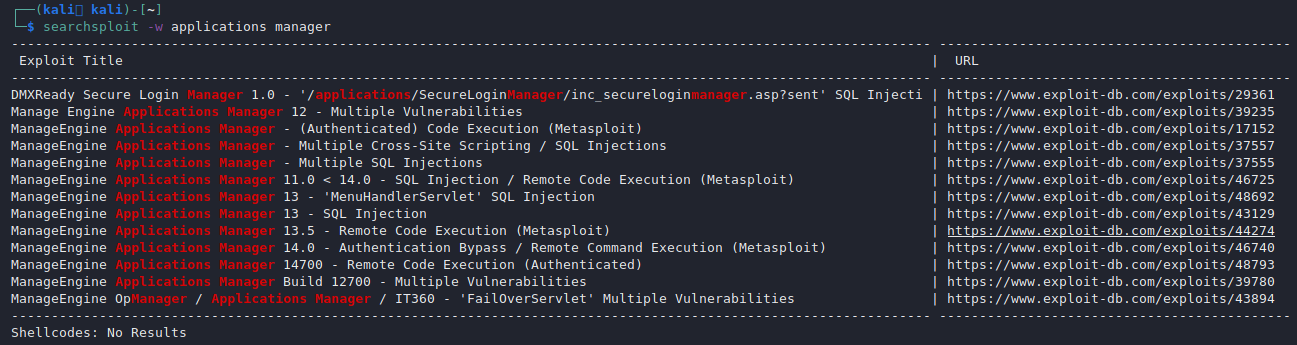 ┌──(kali㉿kali)-[~]
└─$ searchsploit -w applications manager
Exploit Title | URL
DMXReady Secure Login Manager 1.0 - '/applications/SecureLoginManager/inc_secureloginmanager.asp?sent' SQL Injecti | https://www.exploit-db.com/exploits/29361
Manage Engine Applications Manager 12 - Multiple Vulnerabilities | https://www.exploit-db.com/exploits/39235
ManageEngine Applications Manager - (Authenticated) Code Execution (Metasploit) | https://www.exploit-db.com/exploits/17152
ManageEngine Applications Manager - Multiple Cross-Site Scripting / SQL Injections | https://www.exploit-db.com/exploits/37557
ManageEngine Applications Manager - Multiple SQL Injections | https://www.exploit-db.com/exploits/37555
ManageEngine Applications Manager 11.0 < 14.0 - SQL Injection / Remote Code Execution (Metasploit) | https://www.exploit-db.com/exploits/46725
ManageEngine Applications Manager 13 - 'MenuHandlerServlet' SQL Injection | https://www.exploit-db.com/exploits/48692
ManageEngine Applications Manager 13 - SQL Injection | https://www.exploit-db.com/exploits/43129
ManageEngine Applications Manager 13.5 - Remote Code Execution (Metasploit) | https://www.exploit-db.com/exploits/44274
ManageEngine Applications Manager 14.0 - Authentication Bypass / Remote Command Execution (Metasploit) | https://www.exploit-db.com/exploits/46740
ManageEngine Applications Manager 14700 - Remote Code Execution (Authenticated) | https://www.exploit-db.com/exploits/48793
ManageEngine Applications Manager Build 12700 - Multiple Vulnerabilities | https://www.exploit-db.com/exploits/39780
ManageEngine OpManager / Applications Manager / IT360 - 'FailOverServlet' Multiple Vulnerabilities | https://www.exploit-db.com/exploits/43894
Shellcodes: No Results